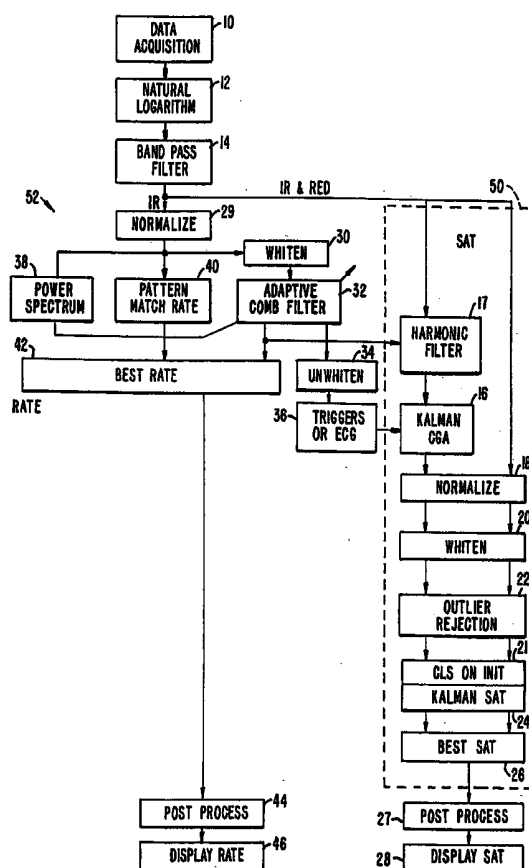 10
DATA
ACQUISITION
12
NATURAL
LOGARITHM
14
BAND PASS
FILTER
IR & RED
50
52
IR
NORMALIZE
29
SAT
30
WHITEN
38
POWER
SPECTRUM
40
PATTERN
MATCH RATE
ADAPTIVE
COMB FILTER
32
17
HARMONIC
FILTER
42
BEST RATE
34
UNWHITEN
RATE
36
TRIGGERS
OR ECG
16
KALMAN
CGA
18
NORMALIZE
20
WHITEN
22
OUTLIER
REJECTION
21
CLS ON INIT
KALMAN SAT
24
BEST SAT
26
POST PROCESS
44
27
POST PROCESS
46
DISPLAY RATE
28
DISPLAY SAT